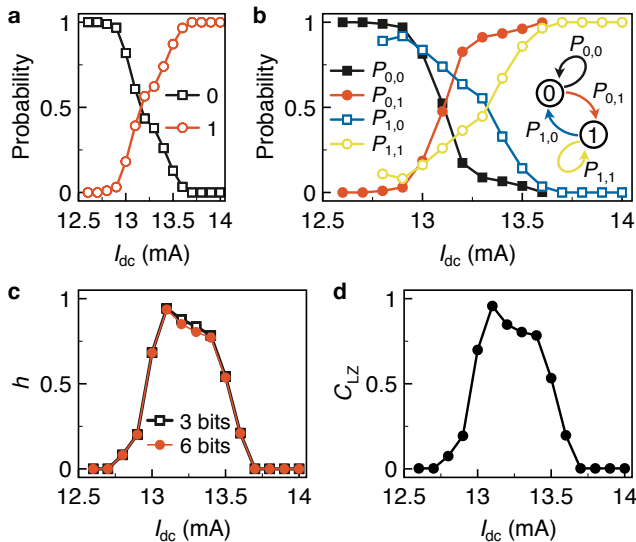 a
Probability
1
0.5
0
0
1
12.5 13 13.5 14
I_dc (mA)
b
Probability
1
0.5
0
P_0,0
P_0,1
P_1,0
P_1,1
P_0,0
0
P_0,1
P_1,0
1
P_1,1
12.5 13 13.5 14
I_dc (mA)
c
h
1
0.5
0
3 bits
6 bits
12.5 13 13.5 14
I_dc (mA)
d
C_LZ
1
0.5
0
12.5 13 13.5 14
I_dc (mA)